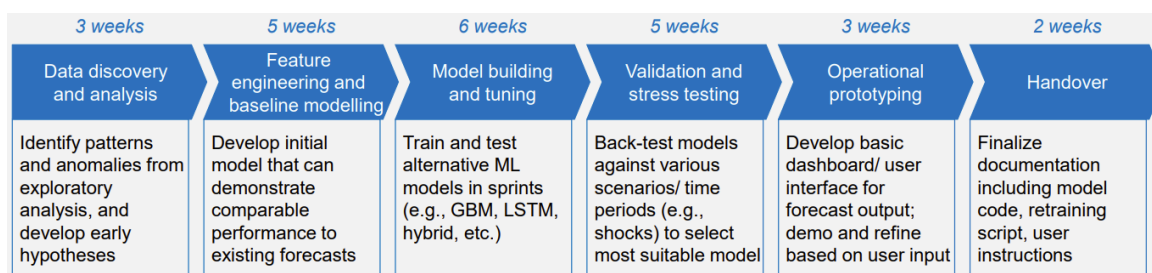 3 weeks
5 weeks
6 weeks
5 weeks
3 weeks
2 weeks
Data discovery
and analysis
Feature
engineering and
baseline modelling
Model building
and tuning
Validation and
stress testing
Operational
prototyping
Handover
Identify patterns
and anomalies from
exploratory
analysis, and
develop early
hypotheses
Develop initial
model that can
demonstrate
comparable
performance to
existing forecasts
Train and test
alternative ML
models in sprints
(e.g., GBM, LSTM,
hybrid, etc.)
Back-test models
against various
scenarios/ time
periods (e.g.,
shocks) to select
most suitable model
Develop basic
dashboard/ user
interface for
forecast output;
demo and refine
based on user input
Finalize
documentation
including model
code, retraining
script, user
instructions